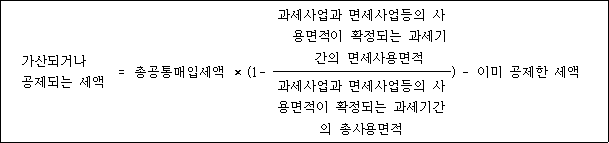 과세사업과 면세사업등의 사
용면적이 확정되는 과세기
간의 면세사용면적
가산되거나
공제되는 세액 = 총공통매입세액 ×(1- ) - 이미 공제한 세액
과세사업과 면세사업등의 사
용면적이 확정되는 과세기간
의 총사용면적